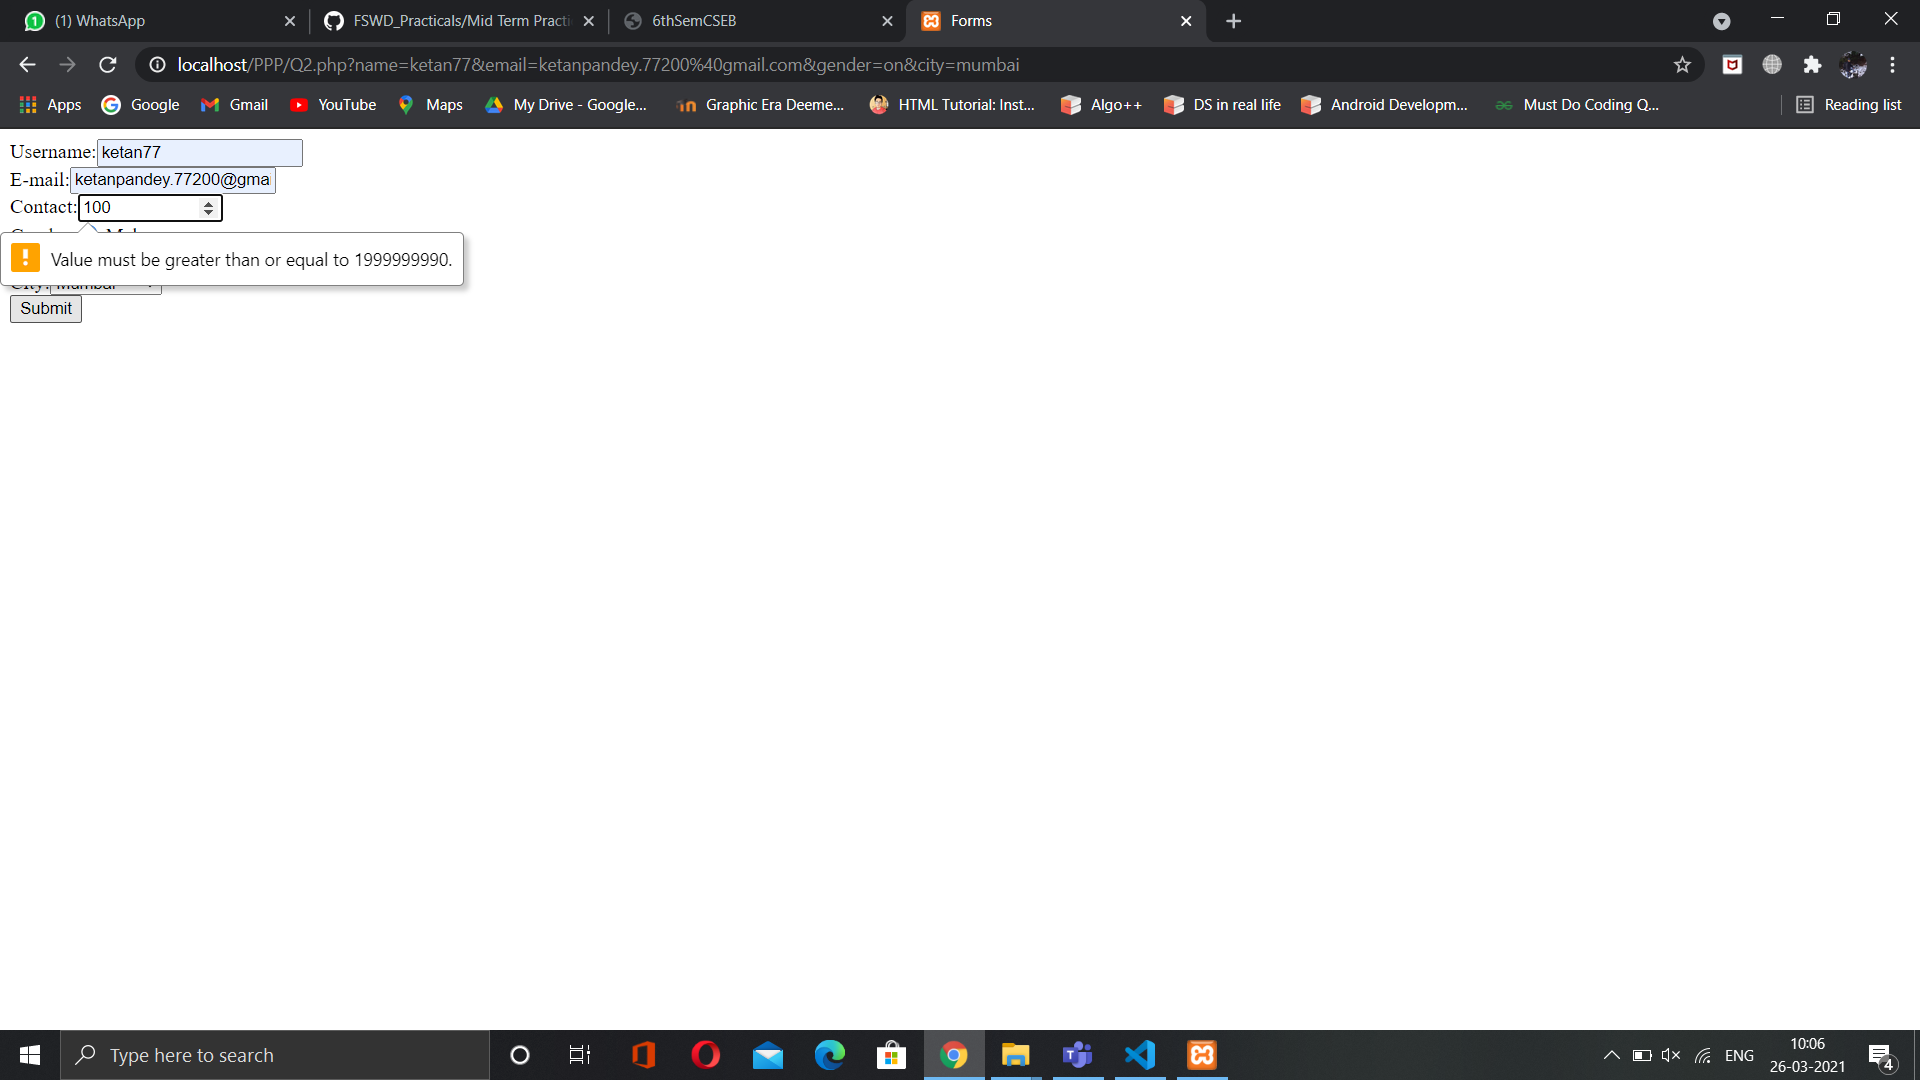 (1) WhatsApp
FSWD_Practicals/Mid Term Practi
6thSemCSEB
Forms
localhost/PPP/Q2.php?name=ketan77&email=ketanpandey.77200%40gmail.com&gender=on&city=mumbai
Apps Google Gmail YouTube Maps My Drive - Google... Graphic Era Deeme... HTML Tutorial: Inst... Algo++ DS in real life Android Developm... Must Do Coding Q... Reading list
Username: ketan77
E-mail: ketanpandey.77200@gmai
Contact: 100
Value must be greater than or equal to 1999999990.
City: Mumbai
Submit
Type here to search
ENG
10:06
26-03-2021
4